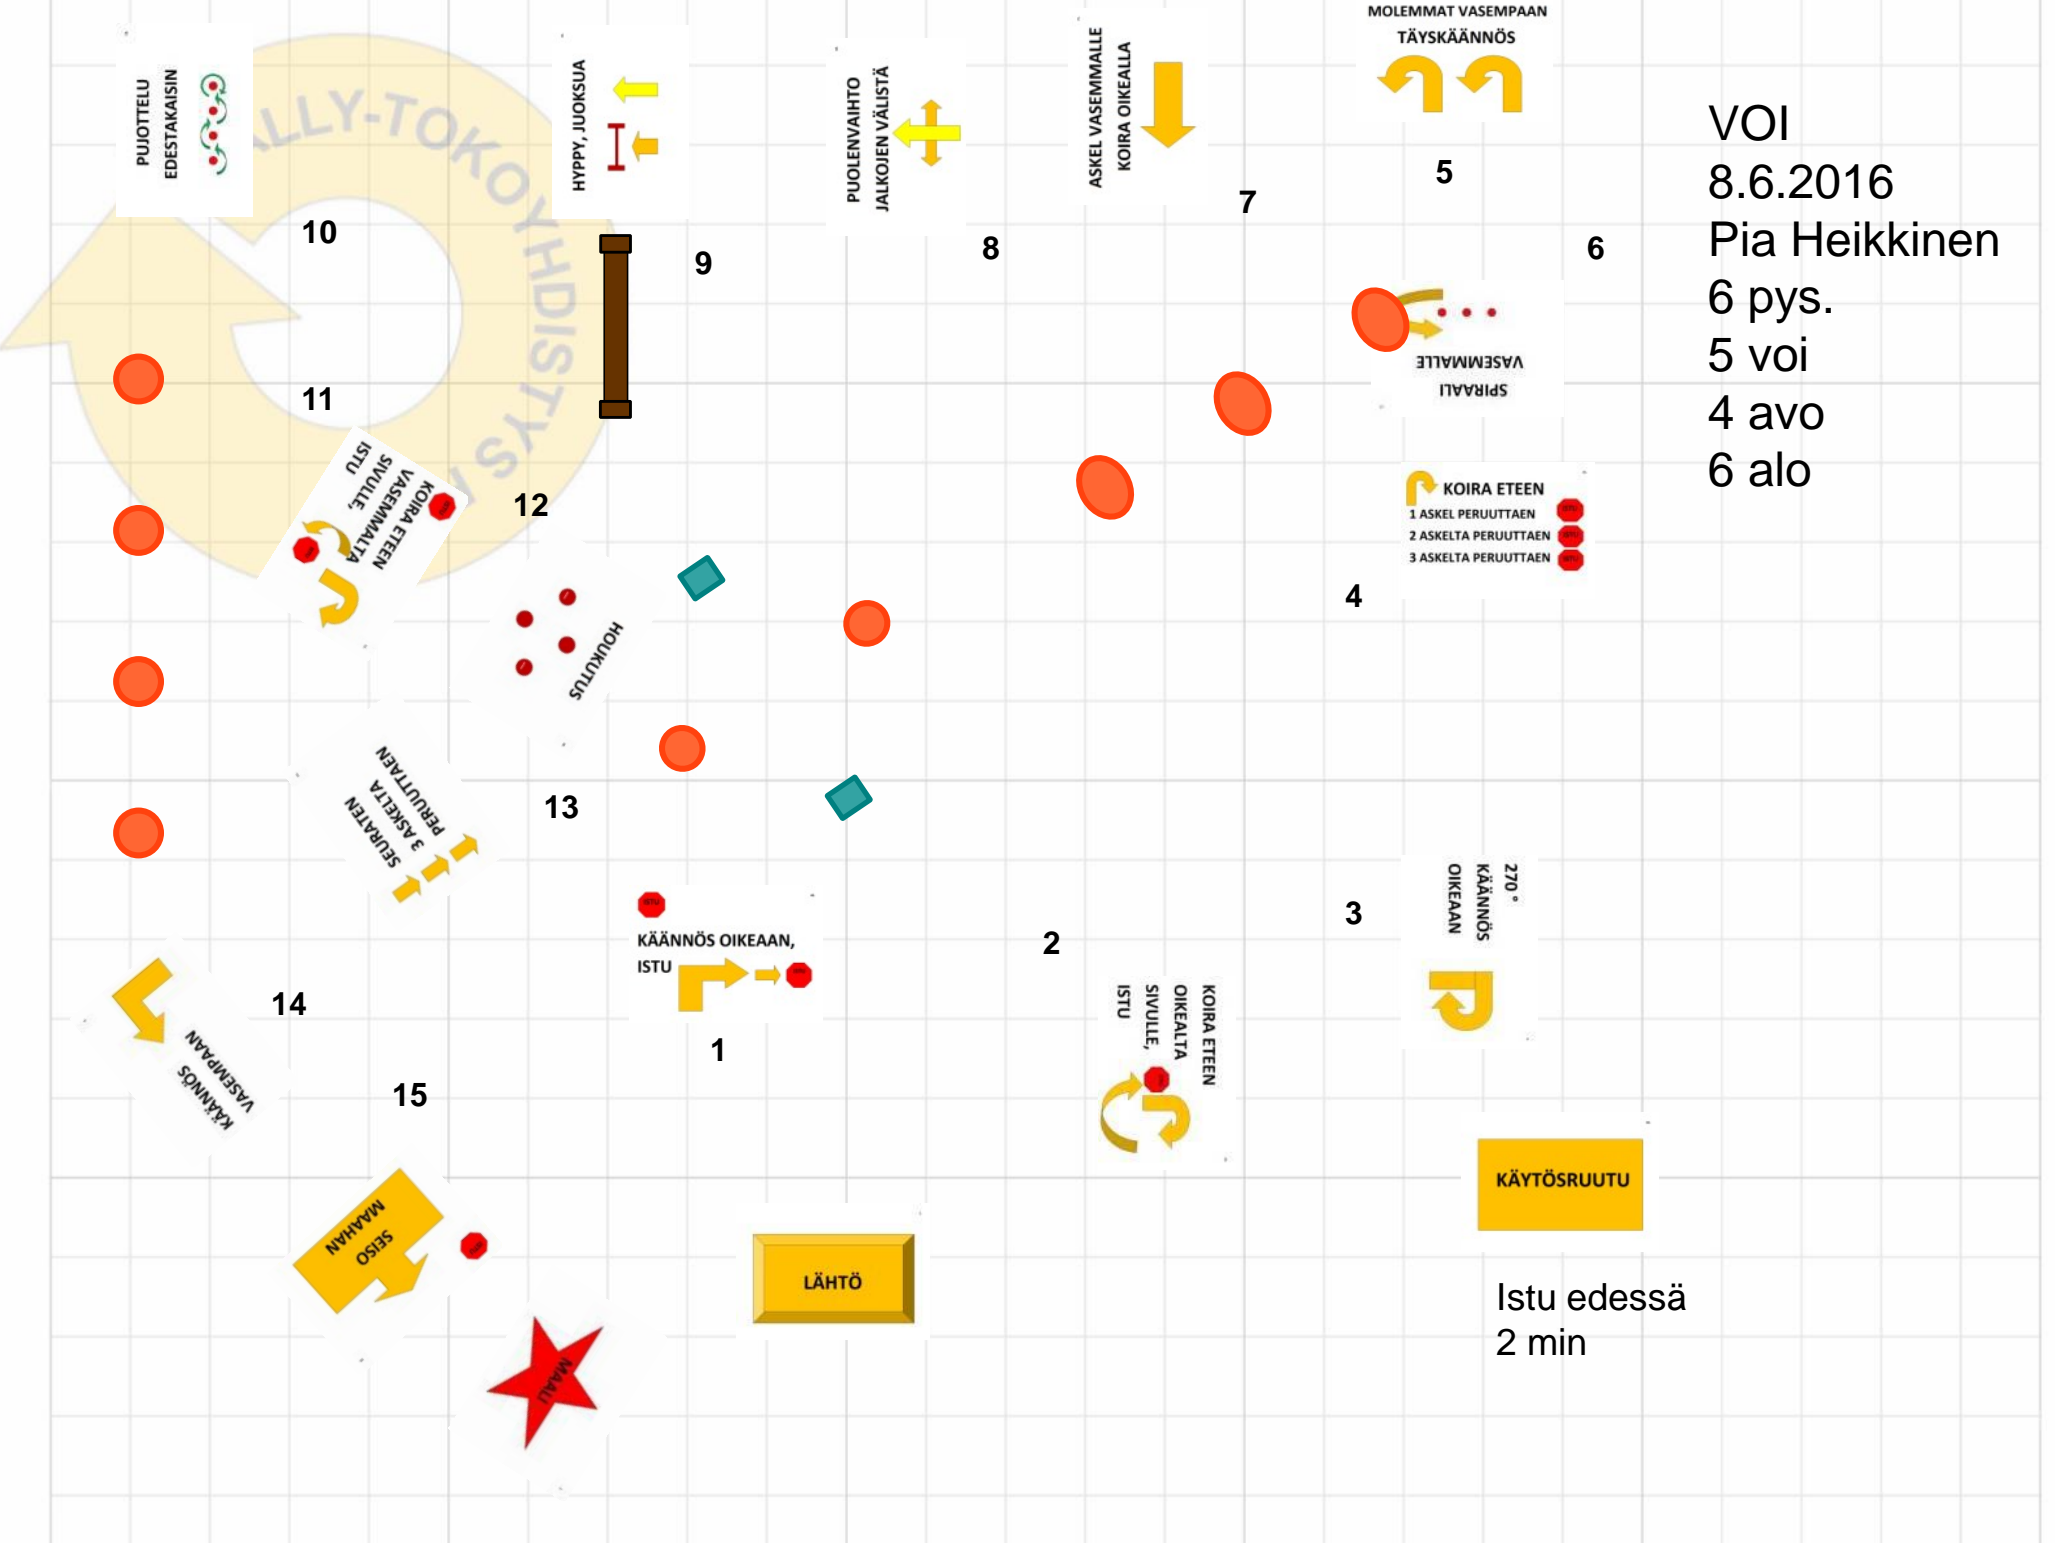 PUJOTTELU
EDESTAKAISIN
HYPPY, JUOKSUA
PUOLENVAIHTO
JALKOJEN VÄLISTÄ
ASKEL VASEMMALLE
KOIRA OIKEALLA
MOLEMMAT VASEMPAAN
TÄYSKÄÄNNÖS
VOI
8.6.2016
Pia Heikkinen
6 pys.
5 voi
4 avo
6 alo
5
7
6
8
9
10
11
SPIRAALI
VASEMMALLE
KOIRA ETEEN
1 ASKEL PERUUTTAEN ISTU
2 ASKELTA PERUUTTAEN ISTU
3 ASKELTA PERUUTTAEN ISTU
4
KOIRA ETEEN
VASEMMALTA
SIVULLE,
ISTU
12
HOUKUTUS
13
SEURATEN
3 ASKELTA
PERUUTTAEN
14
KÄÄNNÖS
VASEMPAAN
15
ISTU
KÄÄNNÖS OIKEAAN,
ISTU
1
2
KOIRA ETEEN
OIKEALTA
SIVULLE,
ISTU
3
270°
KÄÄNNÖS
OIKEAAN
KÄYTÖSRUUTU
Istu edessä
2 min
LÄHTÖ
SEISO
MAAHAN
MAALI